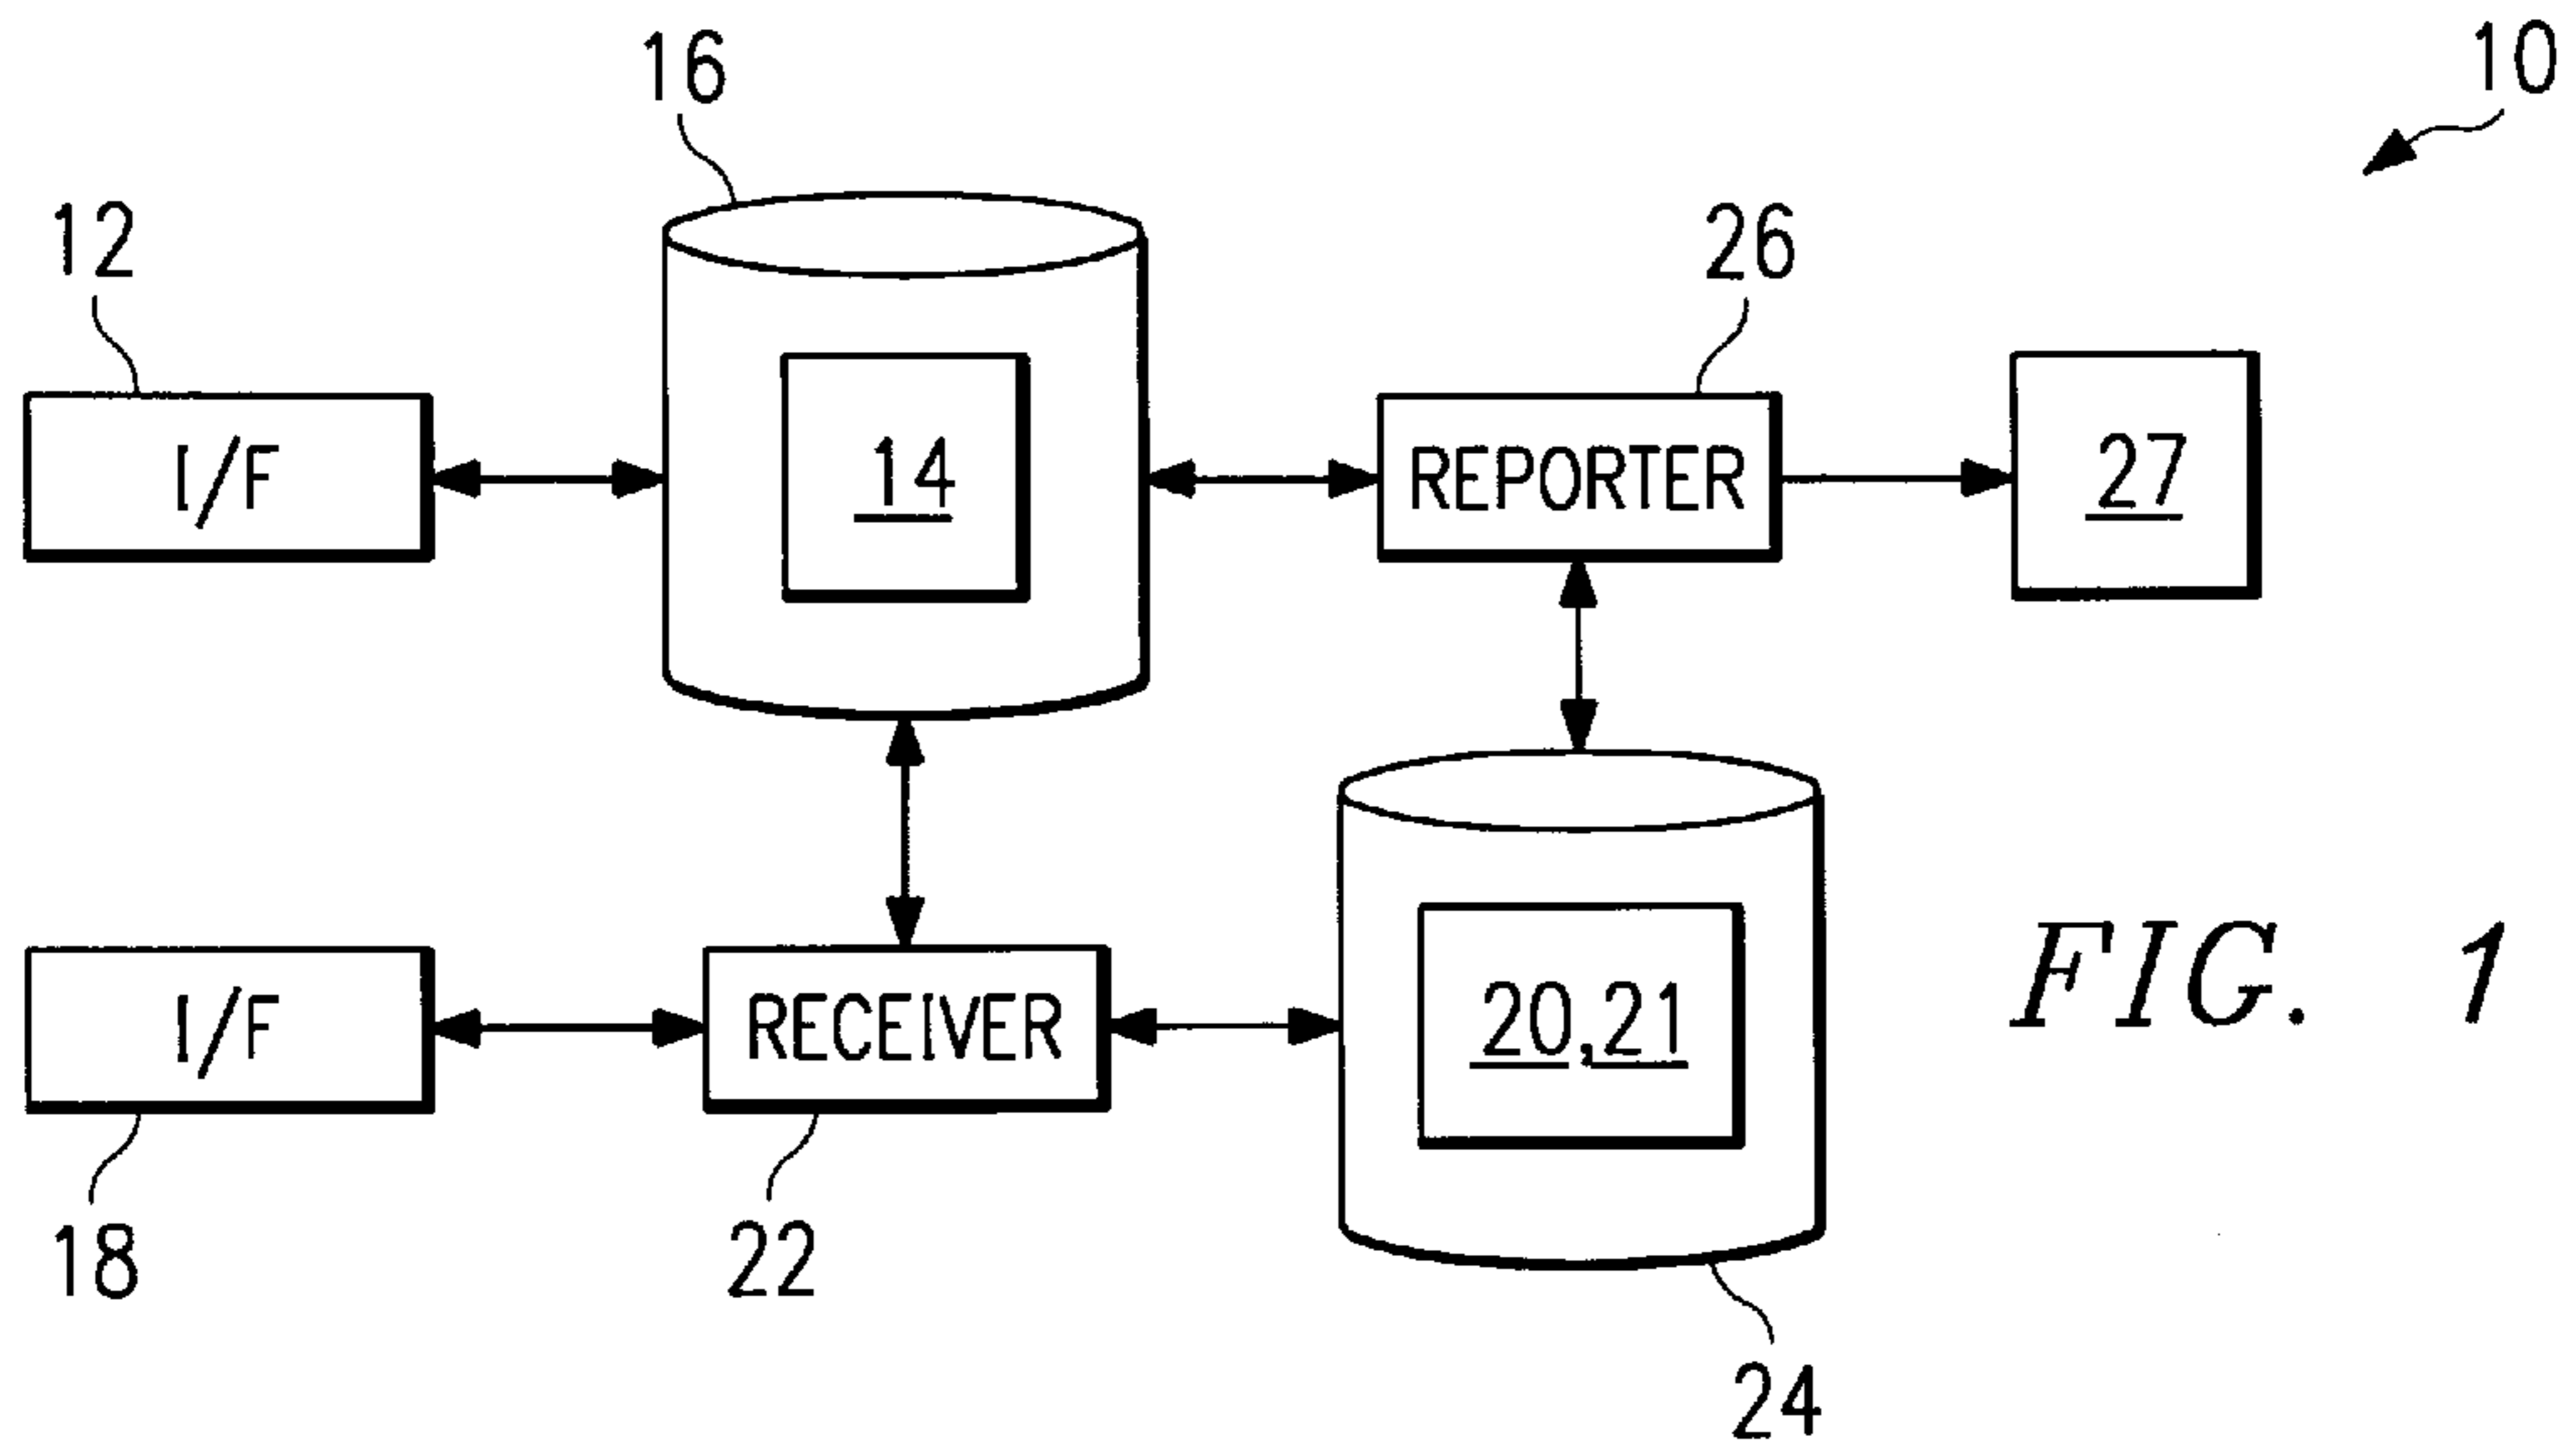 10
16
12
26
I/F
14
REPORTER
27
I/F
RECEIVER
20,21
FIG. 1
18
22
24